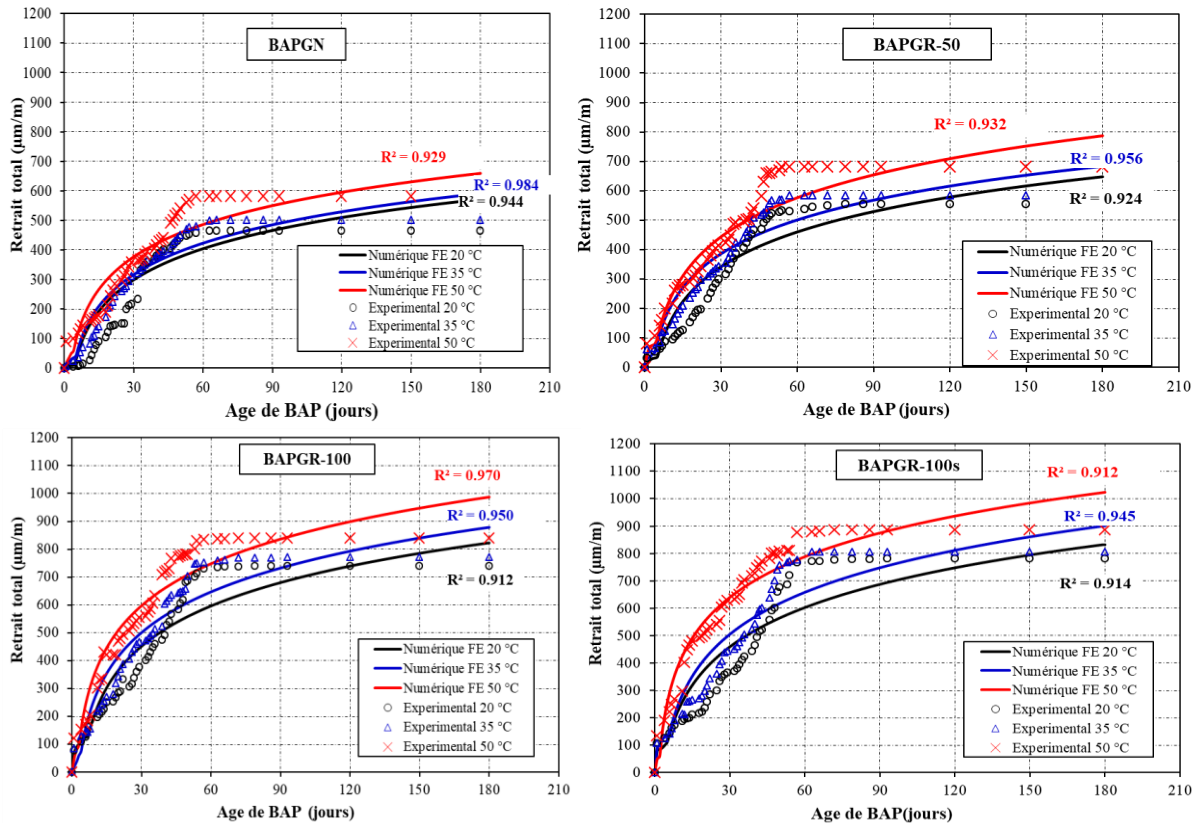 BAPGN
Retrait total (µm/m)
1200
1100
1000
900
800
700
600
500
400
300
200
100
0
R² = 0.929
R² = 0.984
R² = 0.944
Numérique FE 20 °C
Numérique FE 35 °C
Numérique FE 50 °C
Experimental 20 °C
Experimental 35 °C
Experimental 50 °C
0 30 60 90 120 150 180 210
Age de BAP (jours)
BAPGR-50
Retrait total (µm/m)
1200
1100
1000
900
800
700
600
500
400
300
200
100
0
R² = 0.932
R² = 0.956
R² = 0.924
Numérique FE 20 °C
Numérique FE 35 °C
Numérique FE 50 °C
Experimental 20 °C
Experimental 35 °C
Experimental 50 °C
0 30 60 90 120 150 180 210
Age de BAP (jours)
BAPGR-100
Retrait total (µm/m)
1200
1100
1000
900
800
700
600
500
400
300
200
100
0
R² = 0.970
R² = 0.950
R² = 0.912
Numérique FE 20 °C
Numérique FE 35 °C
Numérique FE 50 °C
Experimental 20 °C
Experimental 35 °C
Experimental 50 °C
0 30 60 90 120 150 180 210
Age de BAP (jours)
BAPGR-100s
Retrait total (µm/m)
1200
1100
1000
900
800
700
600
500
400
300
200
100
0
R² = 0.912
R² = 0.945
R² = 0.914
Numérique FE 20 °C
Numérique FE 35 °C
Numérique FE 50 °C
Experimental 20 °C
Experimental 35 °C
Experimental 50 °C
0 30 60 90 120 150 180 210
Age de BAP(jours)